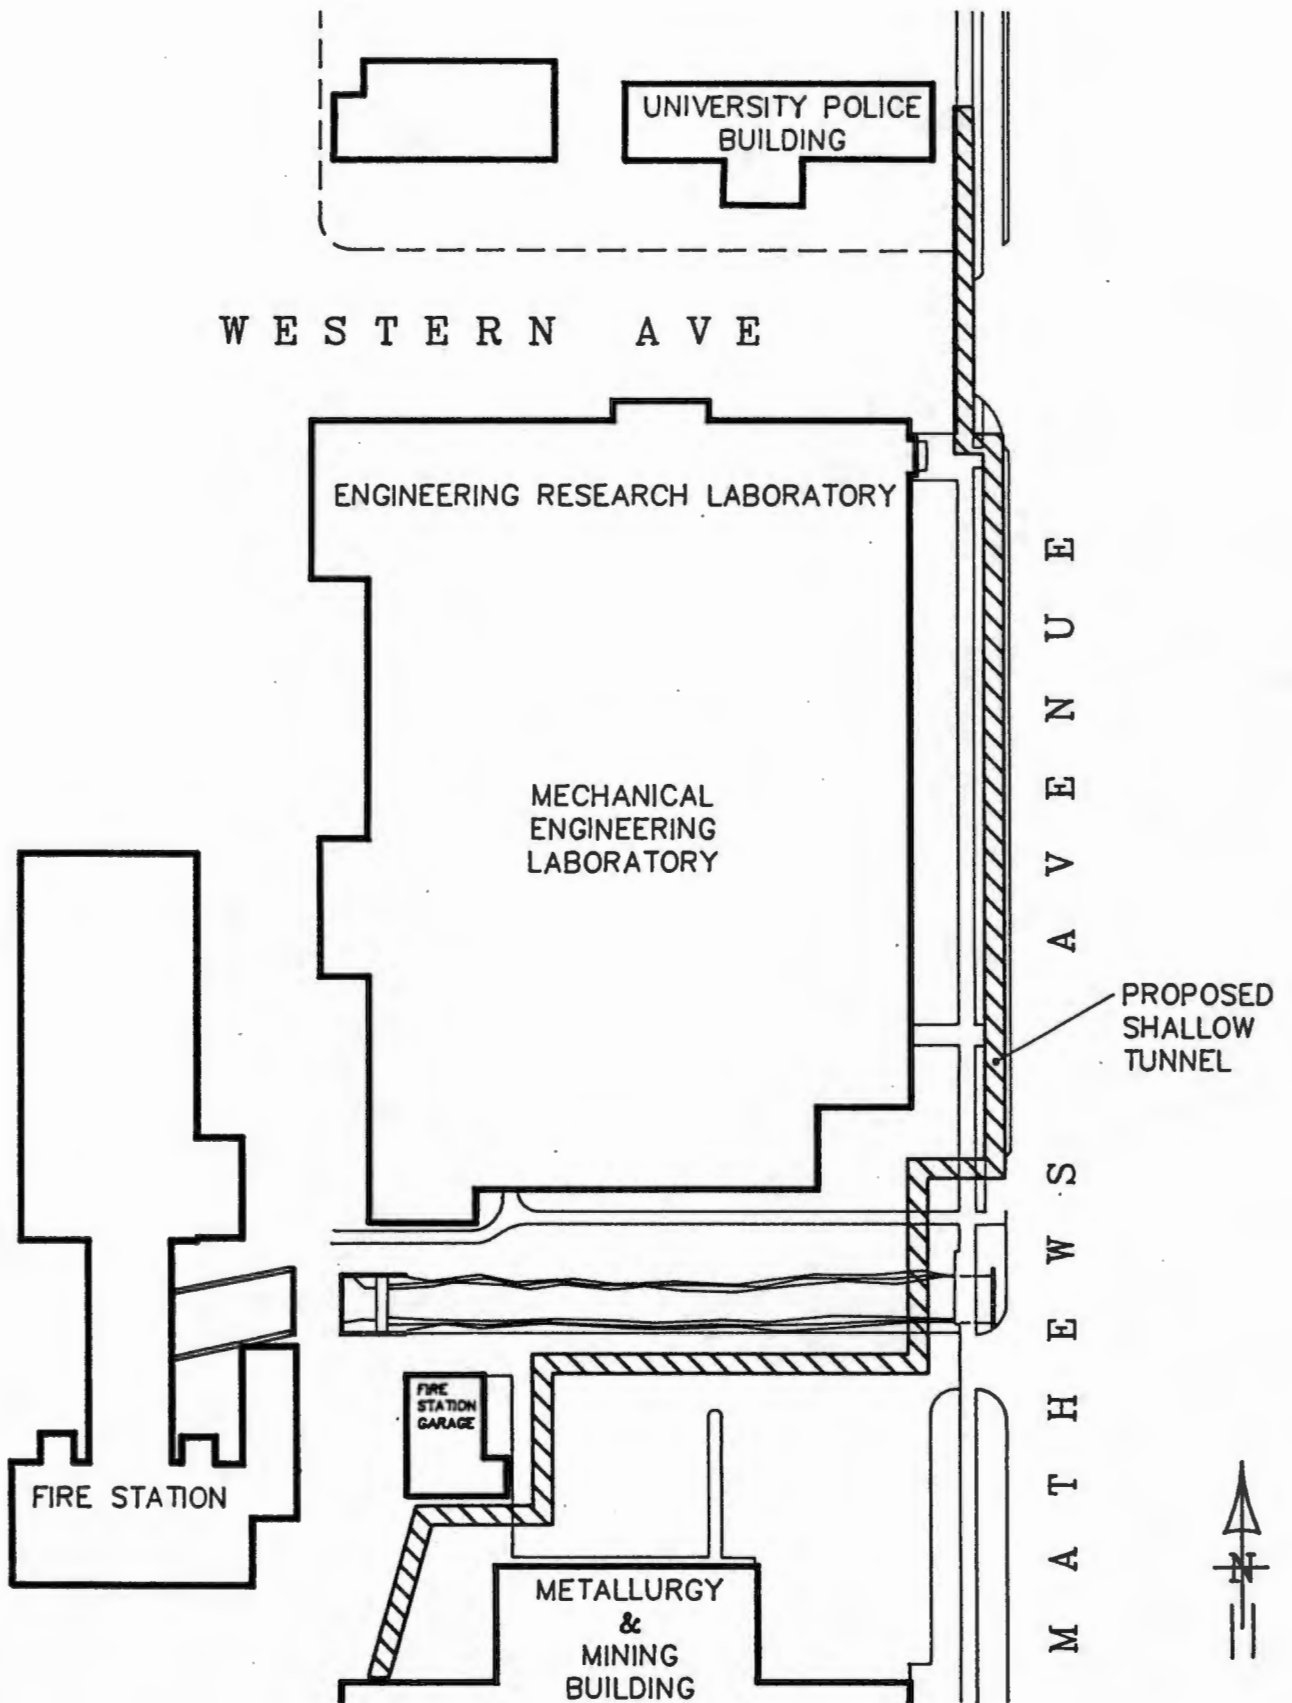 UNIVERSITY POLICE
BUILDING
WESTERN AVE
ENGINEERING RESEARCH LABORATORY
MECHANICAL
ENGINEERING
LABORATORY
MATHEWS AVENUE
PROPOSED
SHALLOW
TUNNEL
FIRE
STATION
GARAGE
FIRE STATION
METALLURGY
&
MINING
BUILDING
N